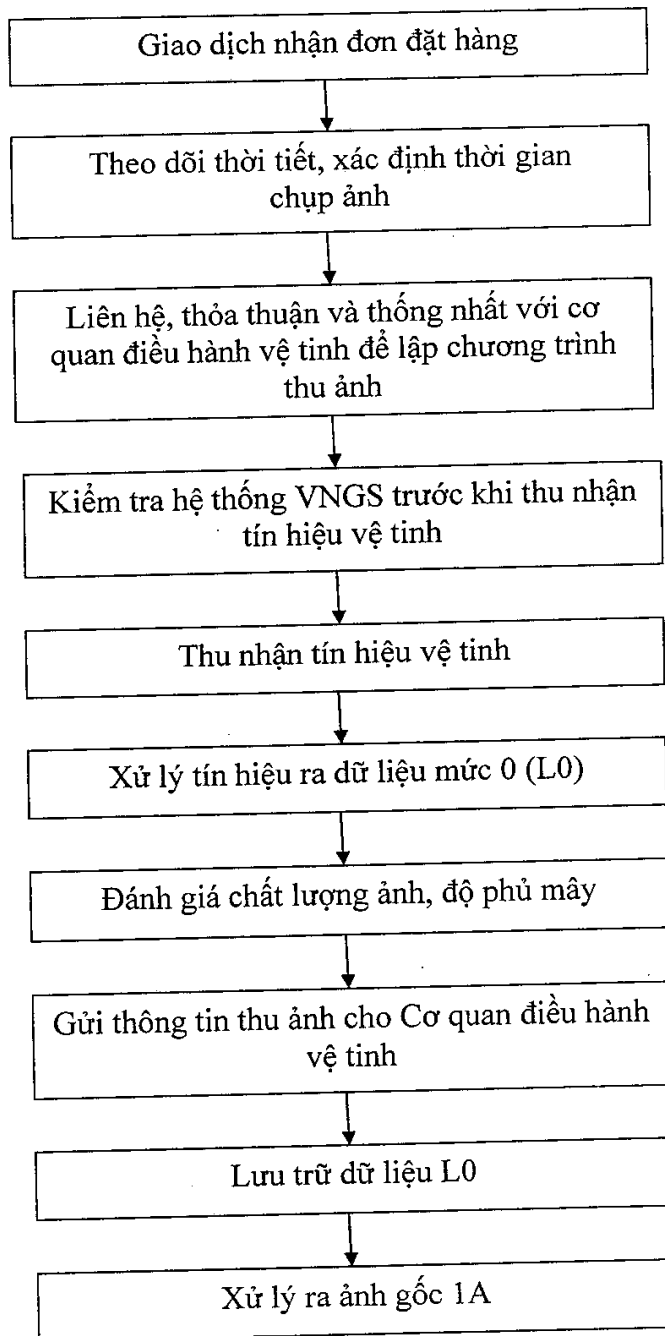 Giao dịch nhận đơn đặt hàng
Theo dõi thời tiết, xác định thời gian
chụp ảnh
Liên hệ, thỏa thuận và thống nhất với cơ
quan điều hành vệ tinh để lập chương trình
thu ảnh
Kiểm tra hệ thống VNGS trước khi thu nhận
tín hiệu vệ tinh
Thu nhận tín hiệu vệ tinh
Xử lý tín hiệu ra dữ liệu mức 0 (L0)
Đánh giá chất lượng ảnh, độ phủ mây
Gửi thông tin thu ảnh cho Cơ quan điều hành
vệ tinh
Lưu trữ dữ liệu L0
Xử lý ra ảnh gốc 1A